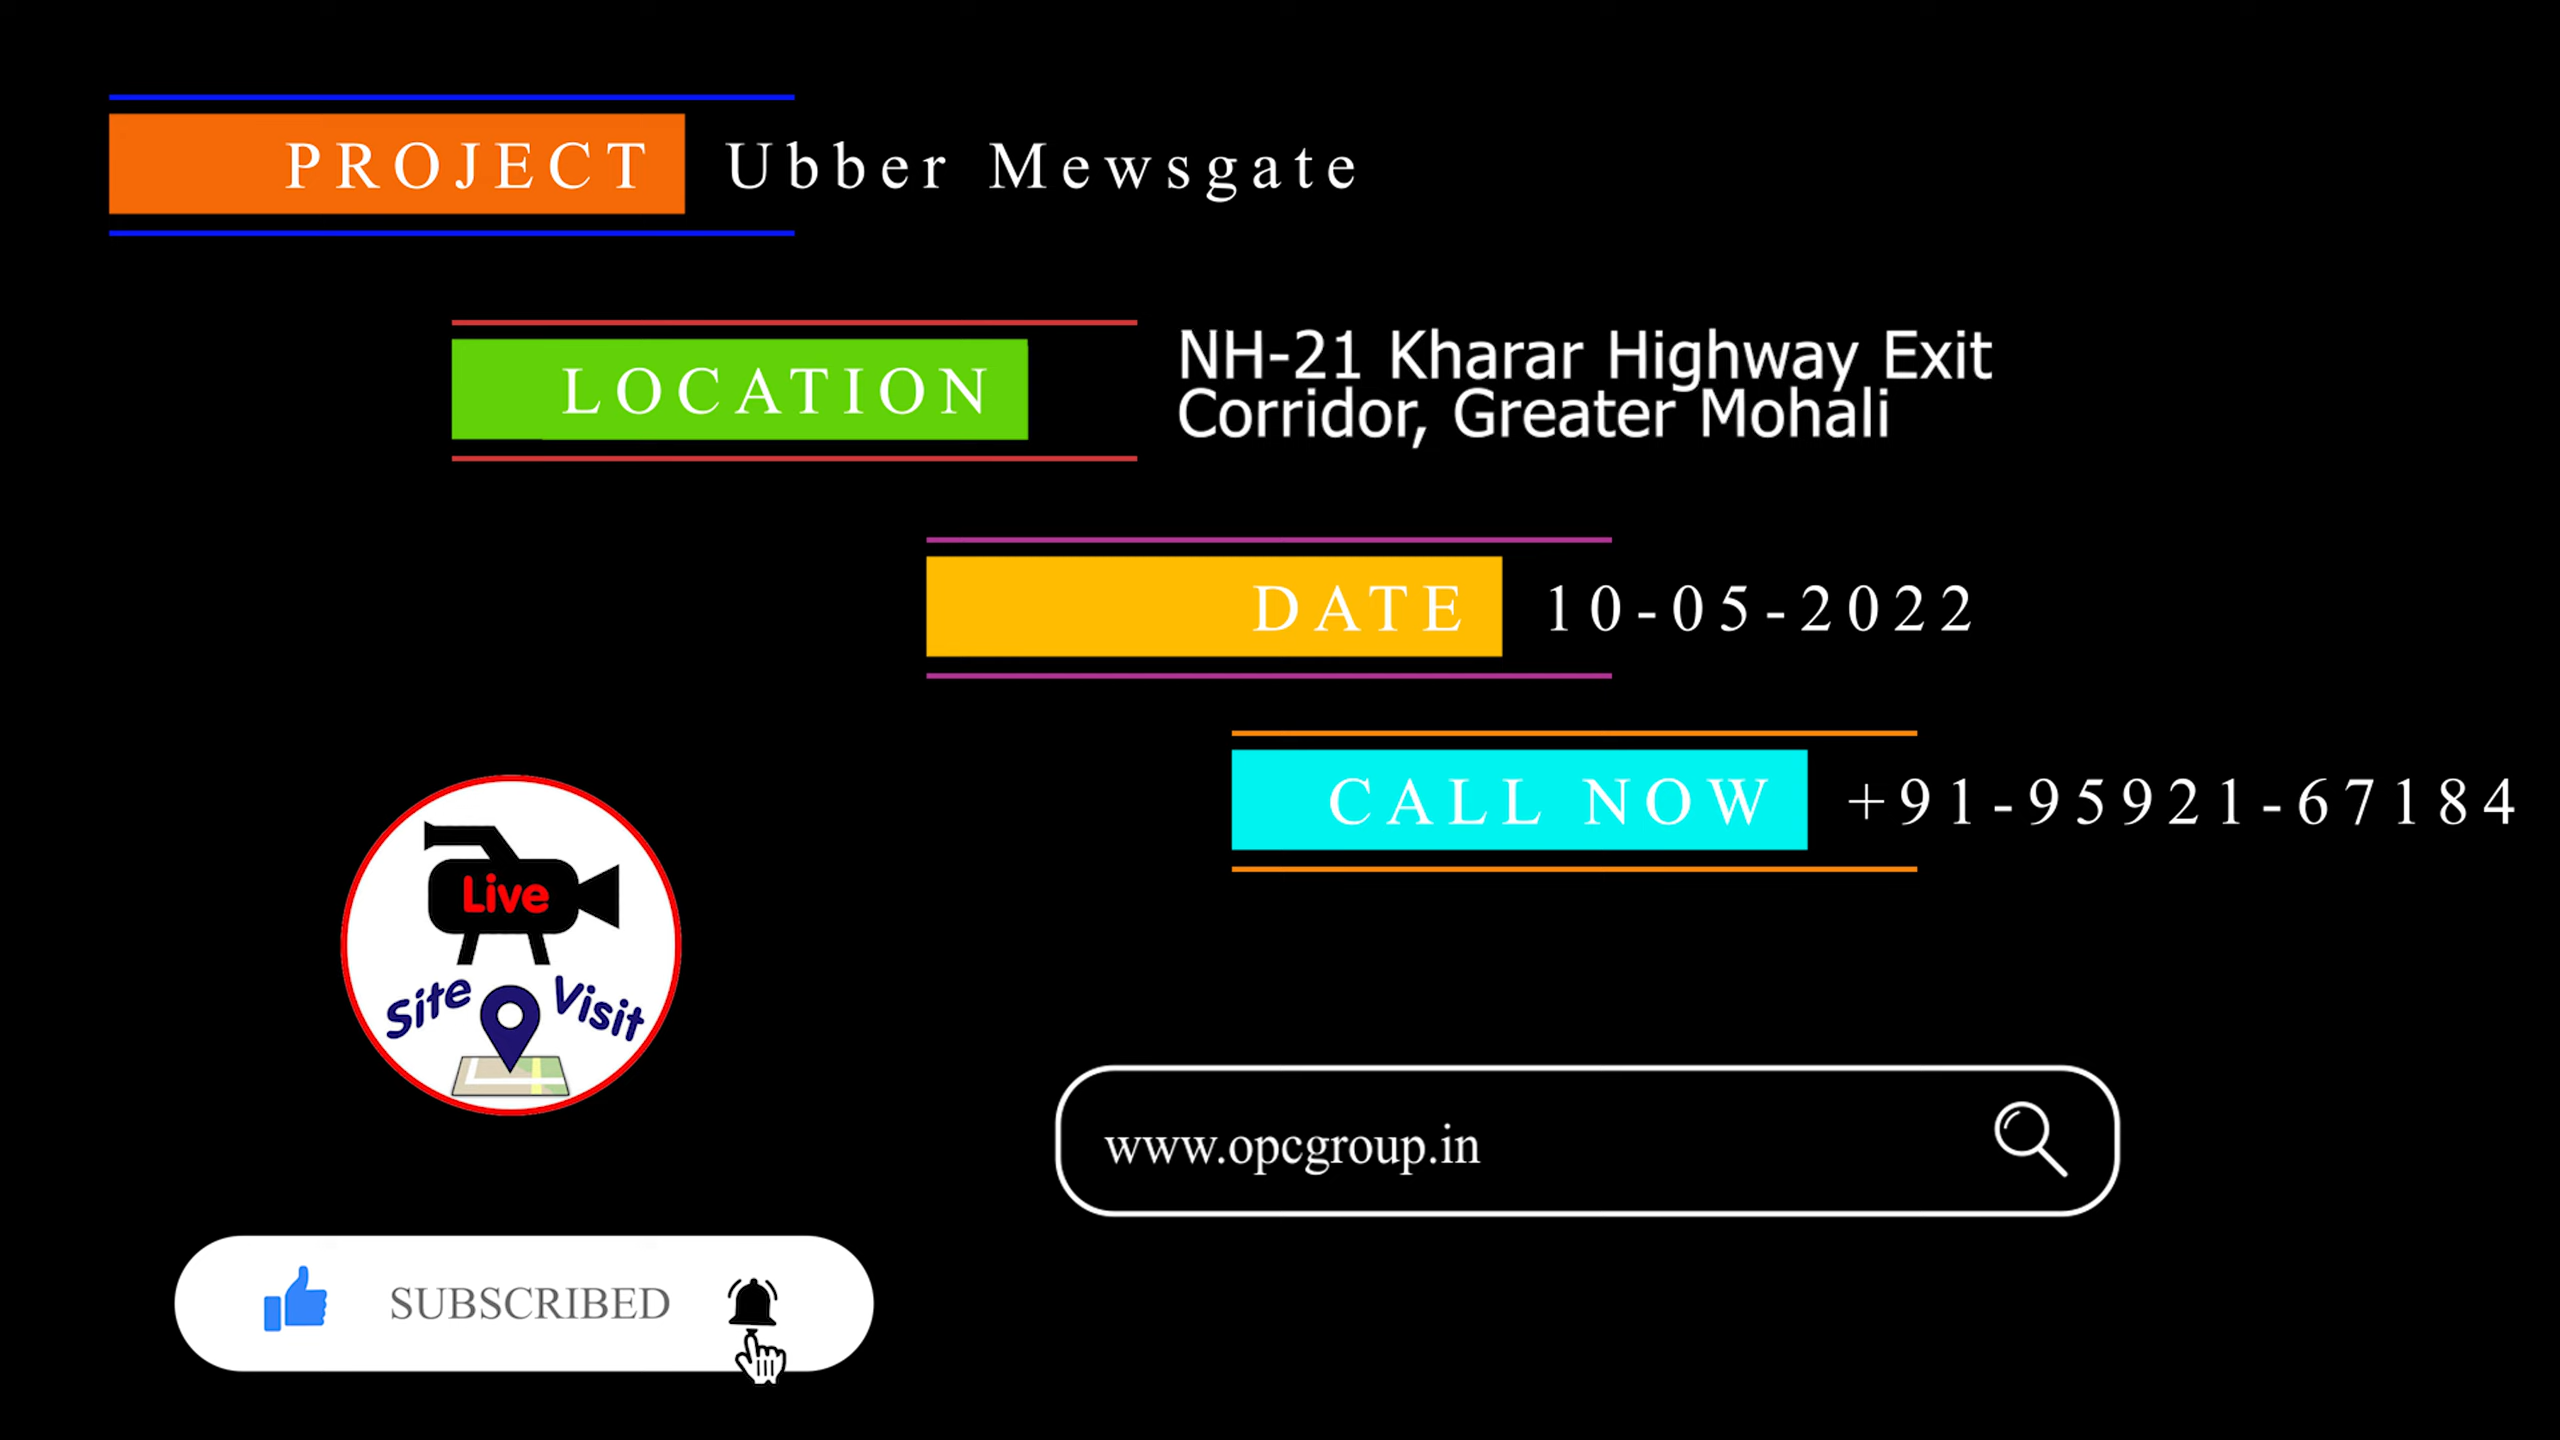 PROJECT Ubber Mewsgate
LOCATION NH-21 Kharar Highway Exit
Corridor, Greater Mohali
DATE 10-05-2022
CALL NOW +91-95921-67184
Live
Site Visit
www.opcgroup.in
SUBSCRIBED